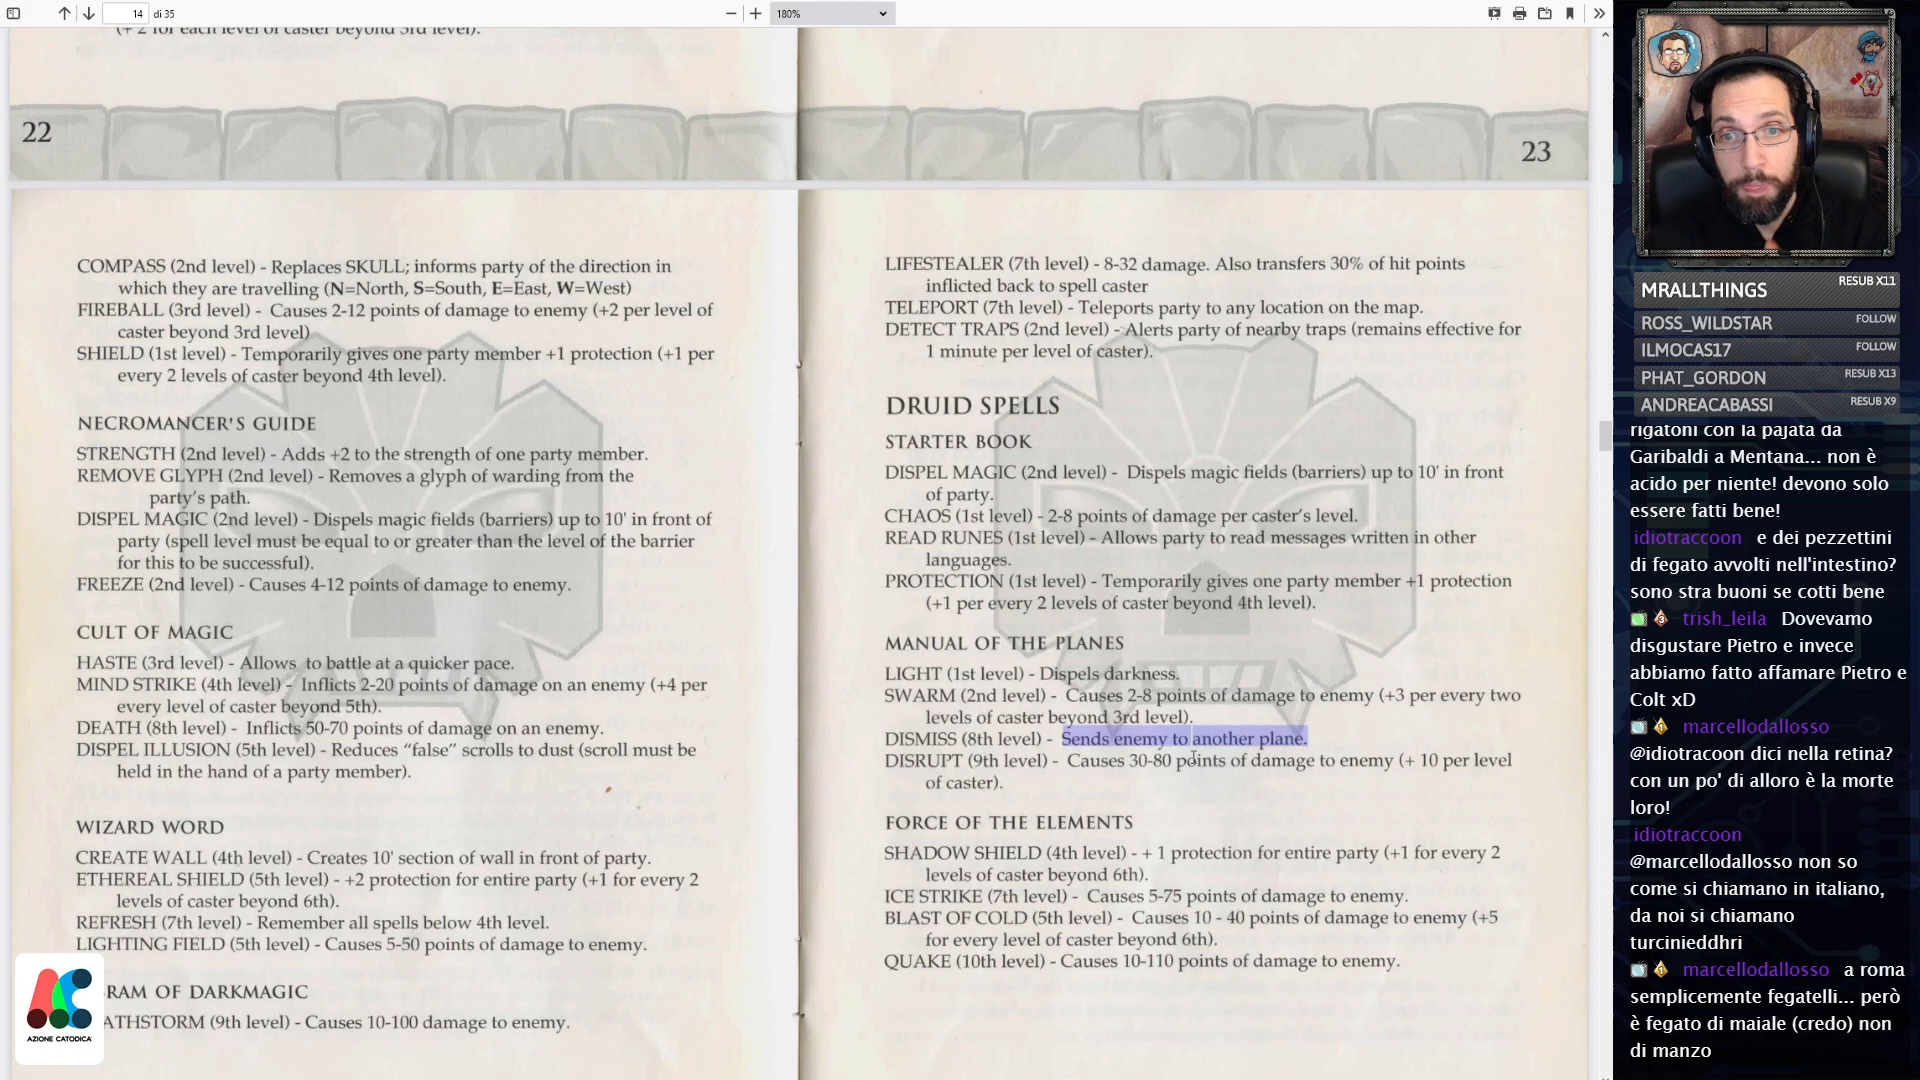 14 di 35
180%
(+ 2 for each level of caster beyond 3rd level).
22
23
COMPASS (2nd level) - Replaces SKULL; informs party of the direction in
which they are travelling (N=North, S=South, E=East, W=West)
FIREBALL (3rd level) - Causes 2-12 points of damage to enemy (+2 per level of
caster beyond 3rd level)
SHIELD (1st level) - Temporarily gives one party member +1 protection (+1 per
every 2 levels of caster beyond 4th level).
NECROMANCER'S GUIDE
STRENGTH (2nd level) - Adds +2 to the strength of one party member.
REMOVE GLYPH (2nd level) - Removes a glyph of warding from the
party's path.
DISPEL MAGIC (2nd level) - Dispels magic fields (barriers) up to 10' in front of
party (spell level must be equal to or greater than the level of the barrier
for this to be successful).
FREEZE (2nd level) - Causes 4-12 points of damage to enemy.
CULT OF MAGIC
HASTE (3rd level) - Allows to battle at a quicker pace.
MIND STRIKE (4th level) - Inflicts 2-20 points of damage on an enemy (+4 per
every level of caster beyond 5th).
DEATH (8th level) - Inflicts 50-70 points of damage on an enemy.
DISPEL ILLUSION (5th level) - Reduces "false" scrolls to dust (scroll must be
held in the hand of a party member).
WIZARD WORD
CREATE WALL (4th level) - Creates 10' section of wall in front of party.
ETHEREAL SHIELD (5th level) - +2 protection for entire party (+1 for every 2
levels of caster beyond 6th).
REFRESH (7th level) - Remember all spells below 4th level.
LIGHTING FIELD (5th level) - Causes 5-50 points of damage to enemy.
RAM OF DARKMAGIC
ATHSTORM (9th level) - Causes 10-100 damage to enemy.
AZIONE CATODICA
LIFESTEALER (7th level) - 8-32 damage. Also transfers 30% of hit points
inflicted back to spell caster
TELEPORT (7th level) - Teleports party to any location on the map.
DETECT TRAPS (2nd level) - Alerts party of nearby traps (remains effective for
1 minute per level of caster).
DRUID SPELLS
STARTER BOOK
DISPEL MAGIC (2nd level) - Dispels magic fields (barriers) up to 10' in front
of party.
CHAOS (1st level) - 2-8 points of damage per caster's level.
READ RUNES (1st level) - Allows party to read messages written in other
languages.
PROTECTION (1st level) - Temporarily gives one party member +1 protection
(+1 per every 2 levels of caster beyond 4th level).
MANUAL OF THE PLANES
LIGHT (1st level) - Dispels darkness.
SWARM (2nd level) - Causes 2-8 points of damage to enemy (+3 per every two
levels of caster beyond 3rd level).
DISMISS (8th level) - Sends enemy to another plane.
DISRUPT (9th level) - Causes 30-80 points of damage to enemy (+ 10 per level
of caster).
FORCE OF THE ELEMENTS
SHADOW SHIELD (4th level) - + 1 protection for entire party (+1 for every 2
levels of caster beyond 6th).
ICE STRIKE (7th level) - Causes 5-75 points of damage to enemy.
BLAST OF COLD (5th level) - Causes 10 - 40 points of damage to enemy (+5
for every level of caster beyond 6th).
QUAKE (10th level) - Causes 10-110 points of damage to enemy.
MRALLTHINGS RESUB X11
ROSS_WILDSTAR FOLLOW
ILMOCAS17 FOLLOW
PHAT_GORDON RESUB X13
ANDREACABASSI RESUB X9
rigatoni con la pajata da
Garibaldi a Mentana... non è
acido per niente! devono solo
essere fatti bene!
idiotraccoon e dei pezzettini
di fegato avvolti nell'intestino?
sono stra buoni se cotti bene
3 trish_leila Dovevamo
disgustare Pietro e invece
abbiamo fatto affamare Pietro e
Colt xD
1 marcellodallosso
@idiotracoon dici nella retina?
con un po' di alloro è la morte
loro!
idiotraccoon
@marcellodallosso non so
come si chiamano in italiano,
da noi si chiamano
turcinieddhri
1 marcellodallosso a roma
semplicemente fegatelli... però
è fegato di maiale (credo) non
di manzo